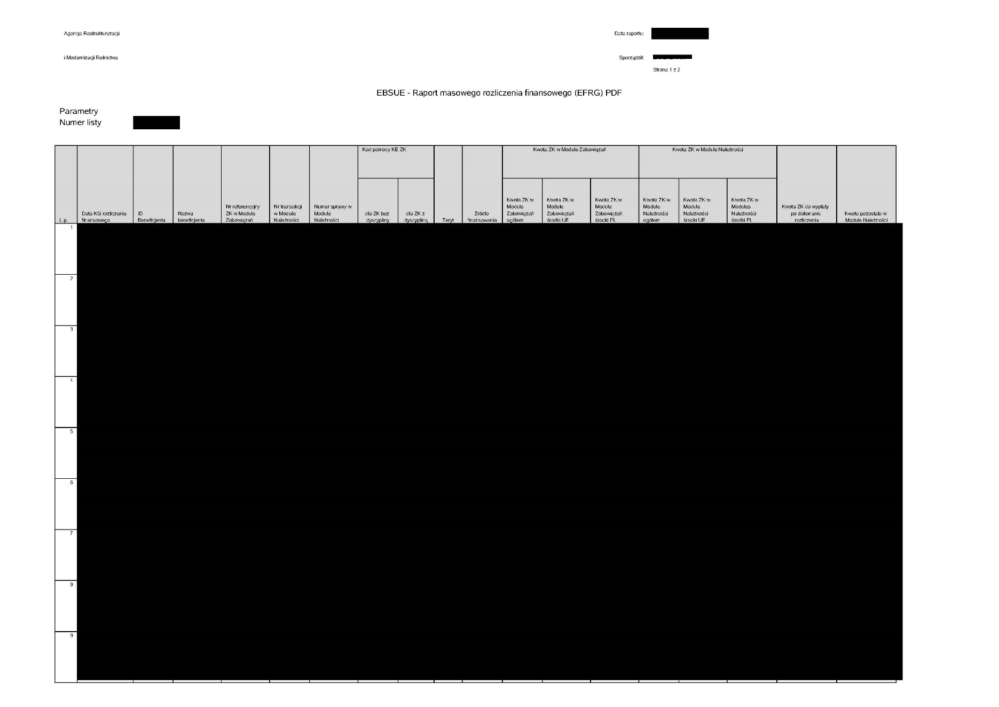 Agencja Restrukturyzacji
Data raportu:
i Modernizacji Rolnictwa
Sporządził:
Strona 1 z 2
EBSUE - Raport masowego rozliczenia finansowego (EFRG) PDF
Parametry
Numer listy
L.p.
Data KG rozliczenia
finansowego
ID
Beneficjenta
Nazwa
beneficjenta
Nr referencyjny
ZK w Module
Zobowiązań
Nr transakcji
w Module
Należności
Numer sprawy w
Module
Należności
Kod pomocy KE ZK
dla ZK bez
dyscypliny
dla ZK z
dyscypliną
Teryt
Źródło
finansowania
Kwota ZK w Module Zobowiązań
Kwota ZK w
Module
Zobowiązań
ogółem
Kwota ZK w
Module
Zobowiązań
środki UE
Kwota ZK w
Module
Zobowiązań
środki PL
Kwota ZK w Module Należności
Kwota ZK w
Module
Należności
ogółem
Kwota ZK w
Module
Należności
środki UE
Kwota ZK w
Modules
Należności
środki PL
Kwota ZK do wypłaty
po dokonaniu
rozliczenia
Kwota pozostała w
Module Należności
1
2
3
4
5
6
7
8
9